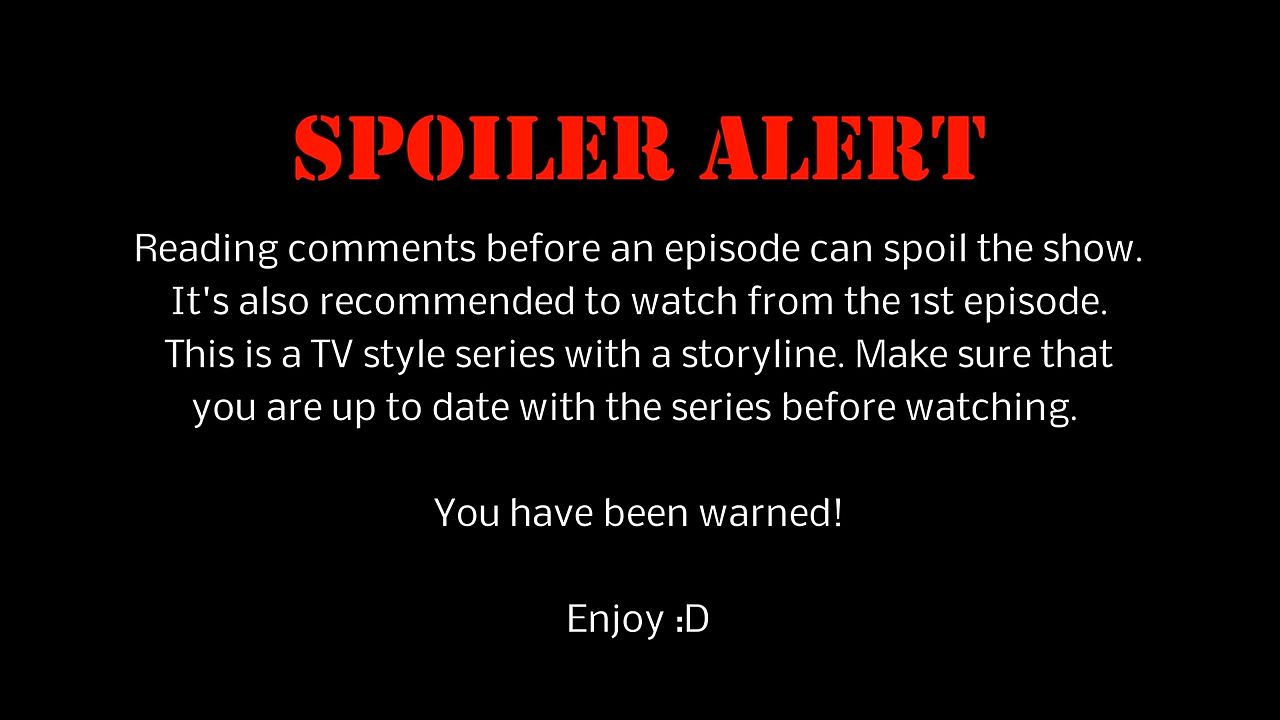 SPOILER ALERT
Reading comments before an episode can spoil the show.
It's also recommended to watch from the 1st episode.
This is a TV style series with a storyline. Make sure that
you are up to date with the series before watching.
You have been warned!
Enjoy :D